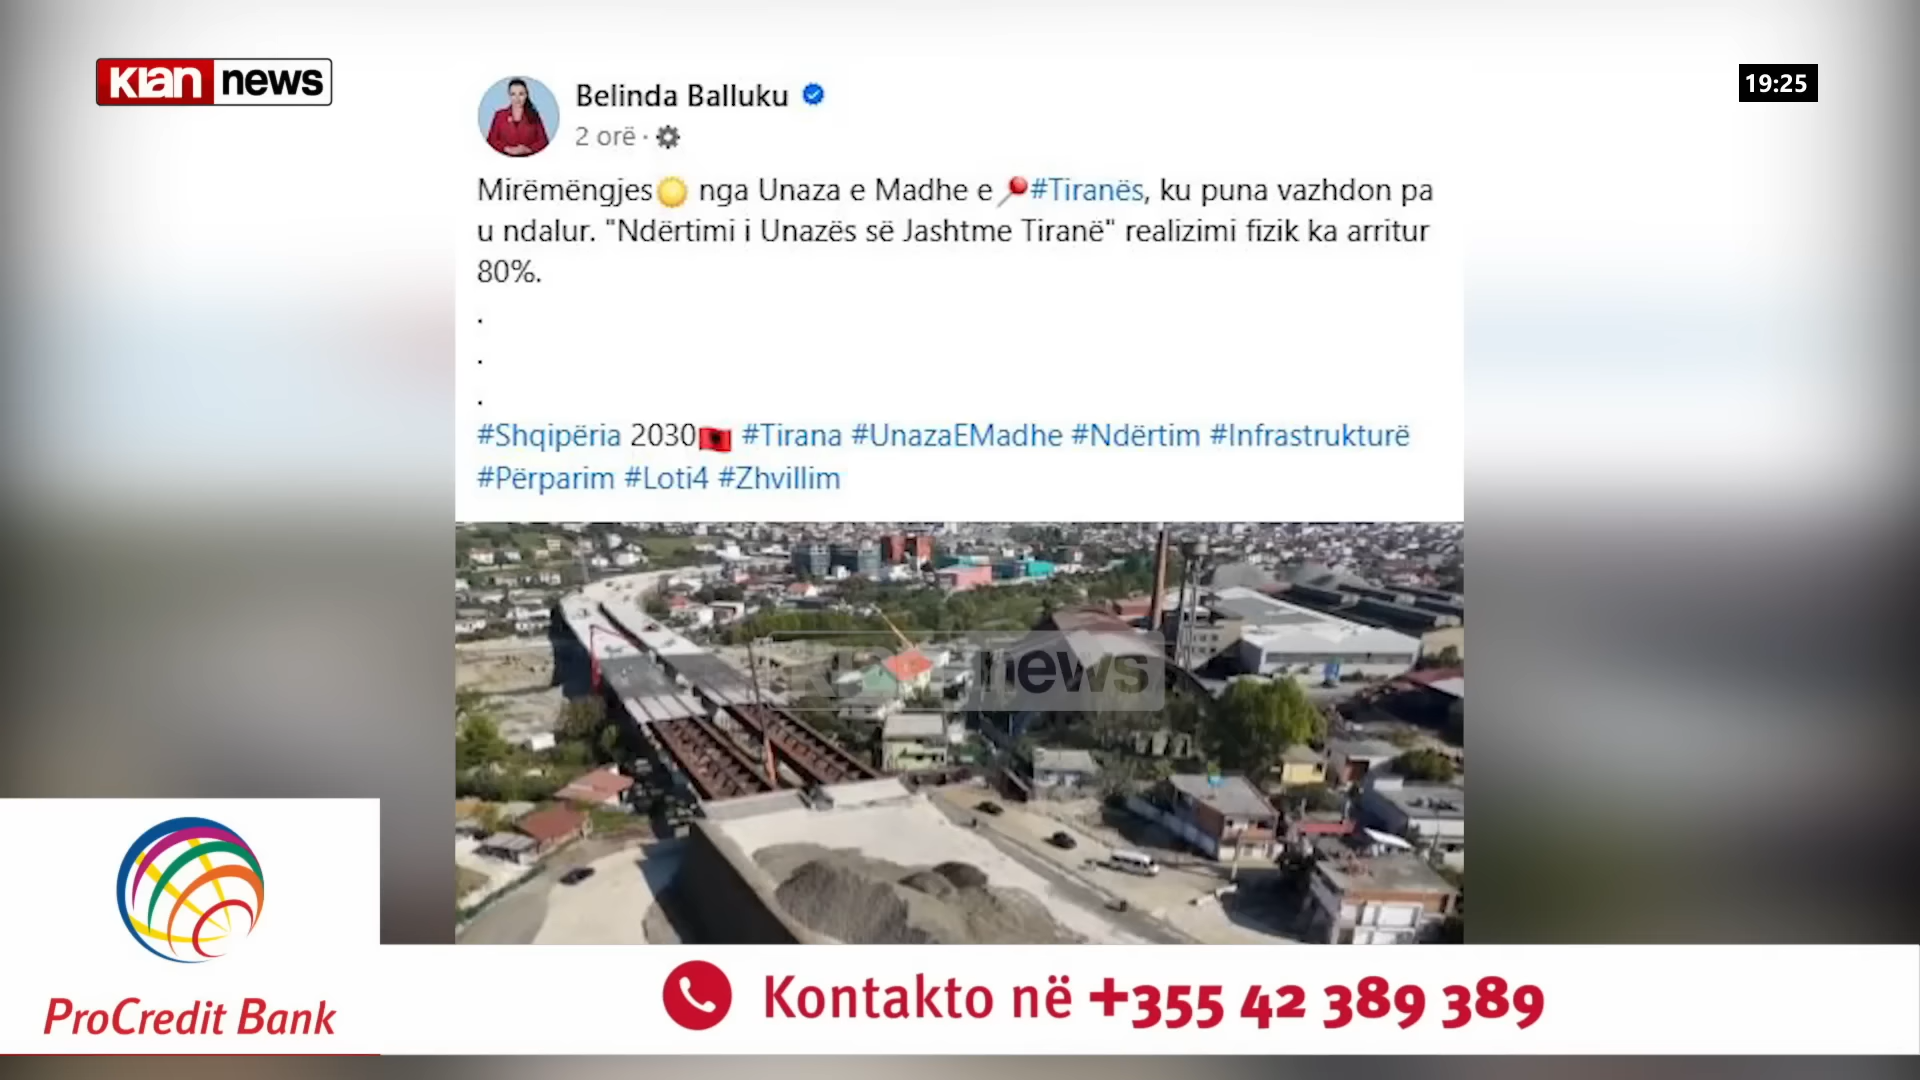 klan news
19:25
Belinda Balluku
2 orë ·
Mirëmëngjes☀️ nga Unaza e Madhe e📍#Tiranës, ku puna vazhdon pa
u ndalur. "Ndërtimi i Unazës së Jashtme Tiranë" realizimi fizik ka arritur
80%.
.
.
.
#Shqipëria 2030🇦🇱 #Tirana #UnazaEMadhe #Ndërtim #Infrastrukturë
#Përparim #Loti4 #Zhvillim
klan news
ProCredit Bank
Kontakto në +355 42 389 389